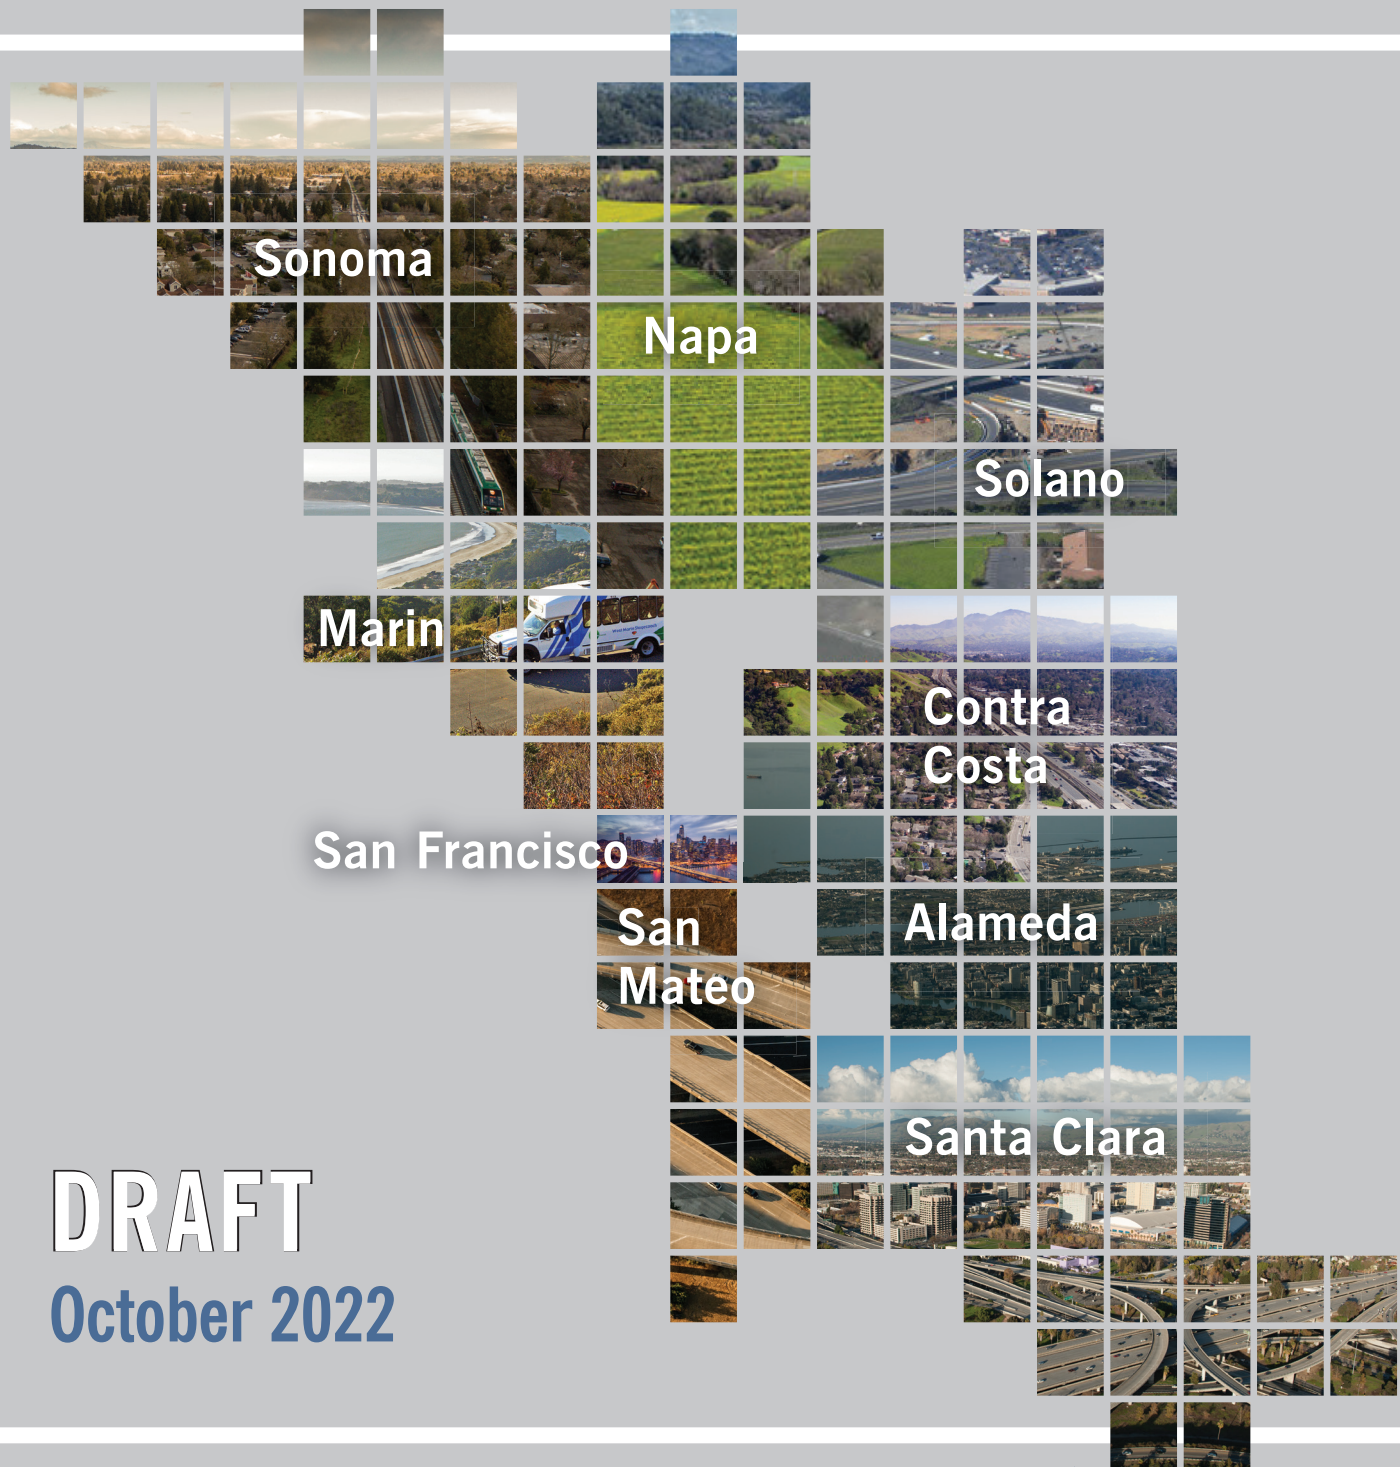 Sonoma
Napa
Solano
Marin
Contra
Costa
San Francisco
San
Mateo
Alameda
Santa Clara
DRAFT
October 2022